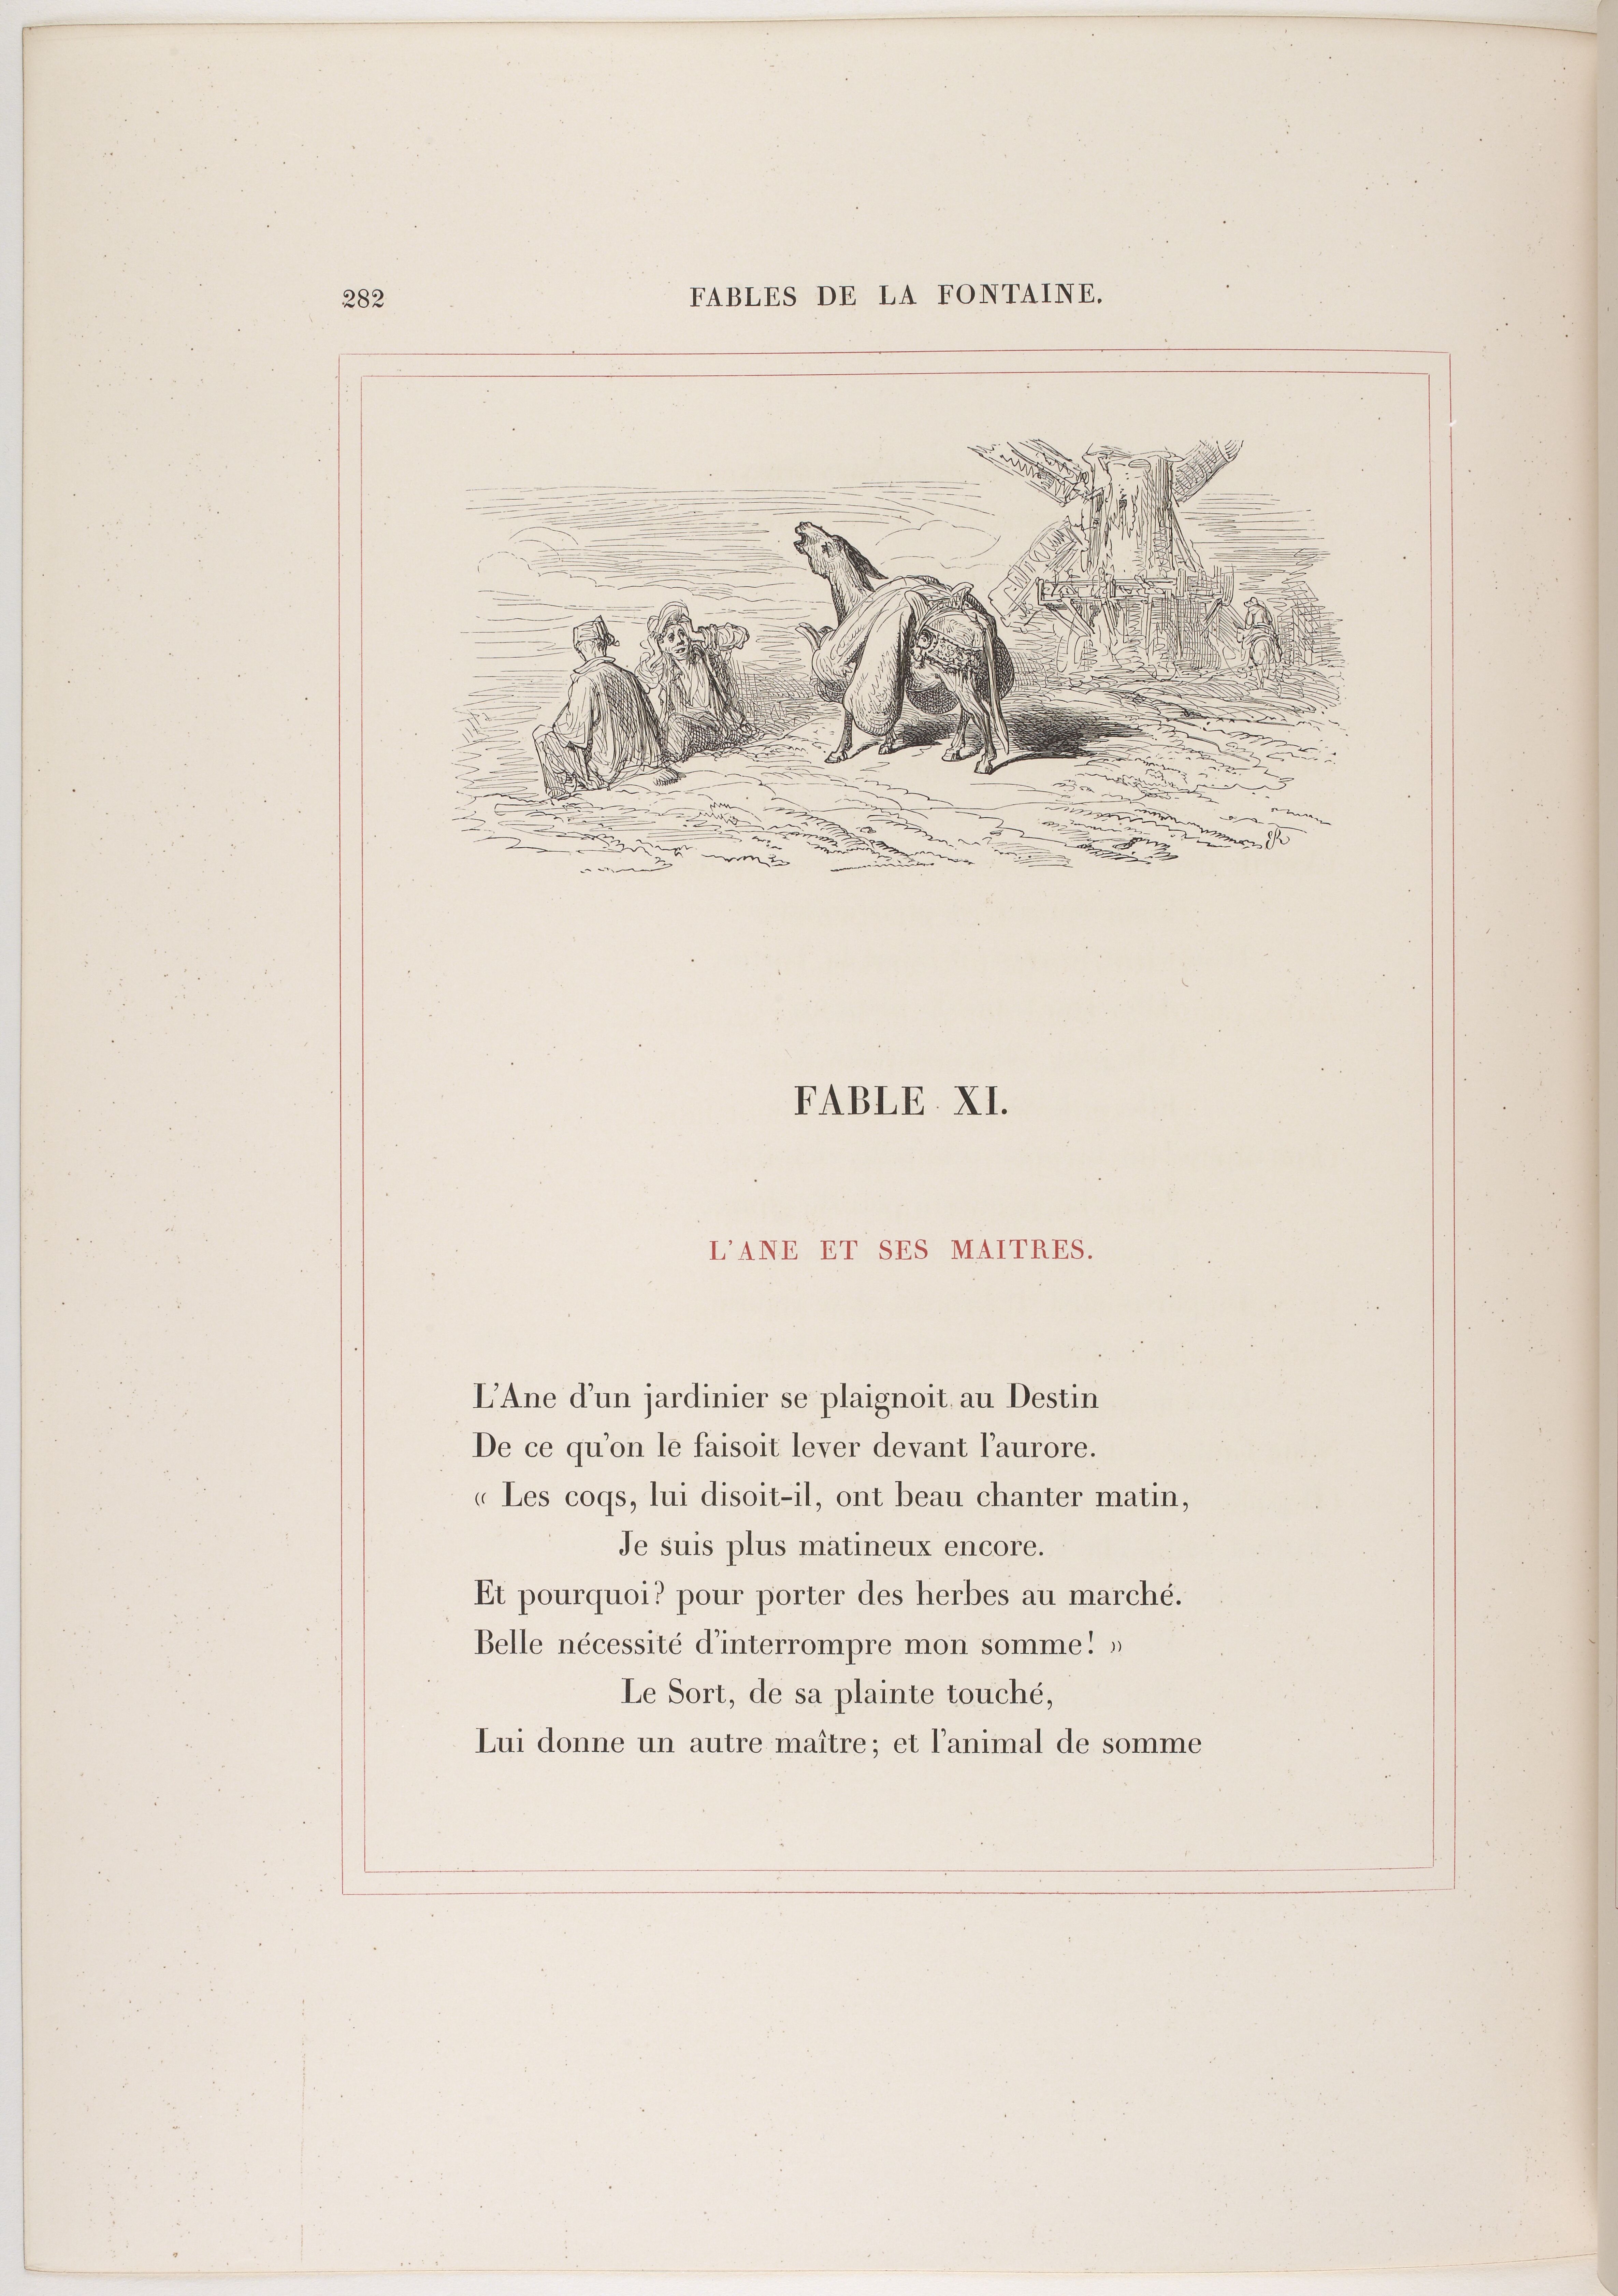 282
FABLES DE LA FONTAINE.
FABLE XI.
L'ANE ET SES MAITRES.
L'Ane d'un jardinier se plaignoit au Destin
De ce qu'on le faisoit lever devant l'aurore.
« Les coqs, lui disoit-il, ont beau chanter matin,
Je suis plus matineux encore.
Et pourquoi? pour porter des herbes au marché.
Belle nécessité d'interrompre mon somme! »
Le Sort, de sa plainte touché,
Lui donne un autre maître; et l'animal de somme